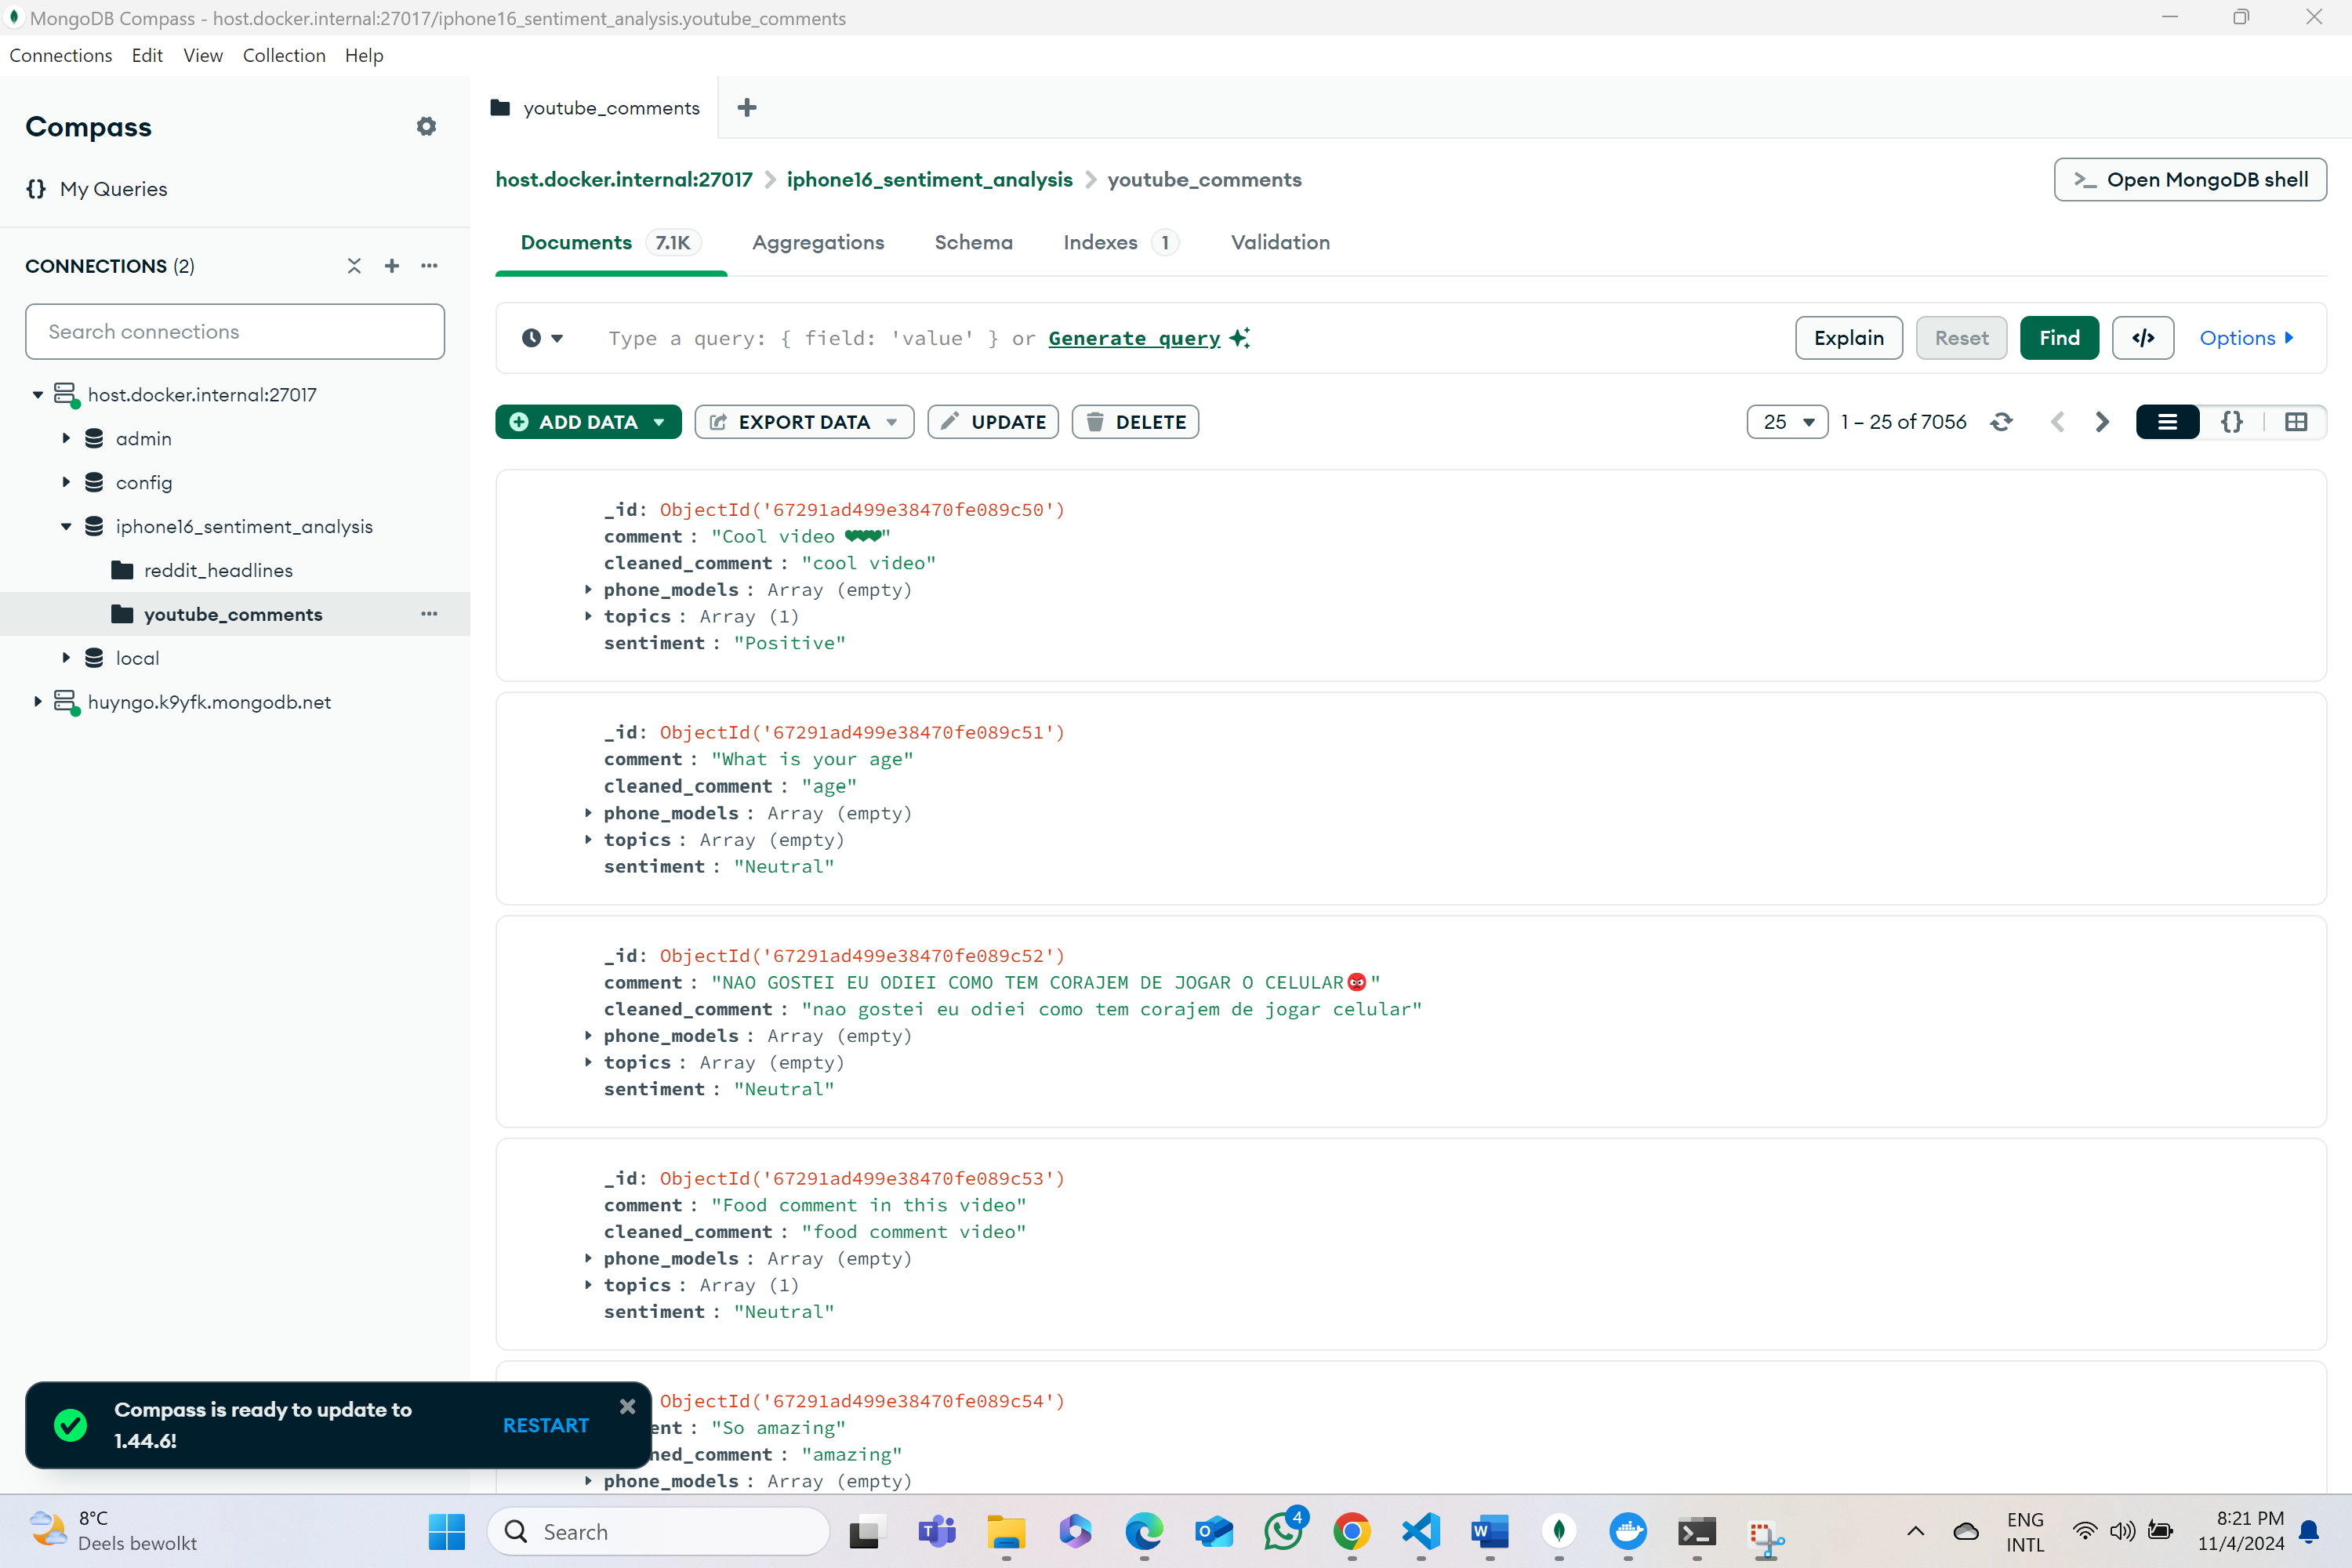 MongoDB Compass - host.docker.internal:27017/iphone16_sentiment_analysis.youtube_comments
Connections Edit View Collection Help
Compass
{} My Queries
CONNECTIONS (2)
Search connections
host.docker.internal:27017
admin
config
iphone16_sentiment_analysis
reddit_headlines
youtube_comments
local
huyngo.k9yfk.mongodb.net
youtube_comments
host.docker.internal:27017 > iphone16_sentiment_analysis > youtube_comments
>_ Open MongoDB shell
Documents 7.1K Aggregations Schema Indexes 1 Validation
Type a query: { field: 'value' } or Generate query
Explain Reset Find </> Options
ADD DATA EXPORT DATA UPDATE DELETE
25 1 – 25 of 7056 {}
_id: ObjectId('67291ad499e38470fe089c50')
comment : "Cool video ❤❤❤"
cleaned_comment : "cool video"
phone_models : Array (empty)
topics : Array (1)
sentiment : "Positive"
_id: ObjectId('67291ad499e38470fe089c51')
comment : "What is your age"
cleaned_comment : "age"
phone_models : Array (empty)
topics : Array (empty)
sentiment : "Neutral"
_id: ObjectId('67291ad499e38470fe089c52')
comment : "NAO GOSTEI EU ODIEI COMO TEM CORAJEM DE JOGAR O CELULAR😡"
cleaned_comment : "nao gostei eu odiei como tem corajem de jogar celular"
phone_models : Array (empty)
topics : Array (empty)
sentiment : "Neutral"
_id: ObjectId('67291ad499e38470fe089c53')
comment : "Food comment in this video"
cleaned_comment : "food comment video"
phone_models : Array (empty)
topics : Array (1)
sentiment : "Neutral"
ObjectId('67291ad499e38470fe089c54')
ent : "So amazing"
ned_comment : "amazing"
phone_models : Array (empty)
Compass is ready to update to
1.44.6!
RESTART
8°C
Deels bewolkt
Search
4
ENG
INTL
8:21 PM
11/4/2024